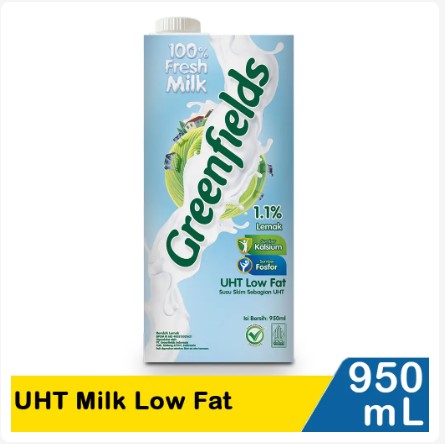 100%
Fresh
Milk
Greenfields
1.1%
Lemak
Kalsium
Fosfor
UHT Low Fat
Susu Skim Sebagian UHT
Isi Bersih: 950ml
UHT Milk Low Fat
950
mL